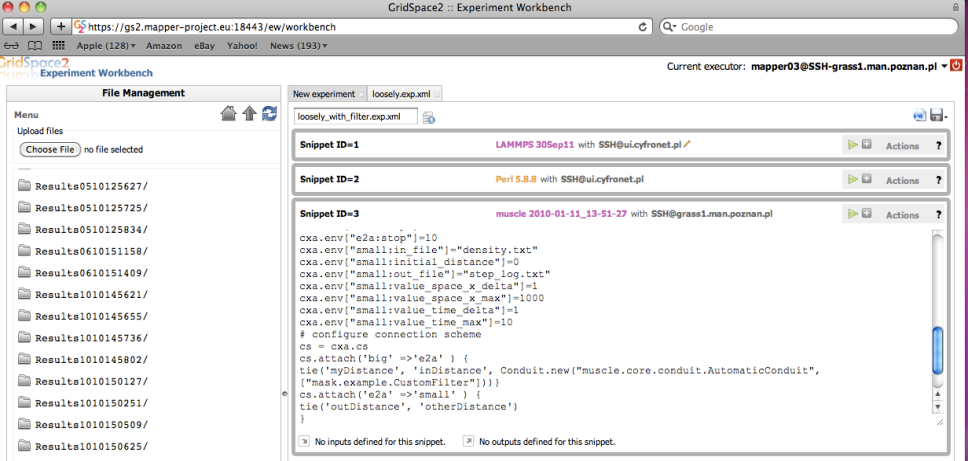 GridSpace2 :: Experiment Workbench
https://gs2.mapper-project.eu:18443/ew/workbench
Google
Apple (128) Amazon eBay Yahoo! News (193)
GridSpace2
Experiment Workbench
Current executor: mapper03@SSH-grass1.man.poznan.pl
File Management
Menu
Upload files
Choose File no file selected
Results0510125627/
Results0510125725/
Results0510125834/
Results0610151158/
Results0610151409/
Results1010145621/
Results1010145655/
Results1010145736/
Results1010145802/
Results1010150127/
Results1010150251/
Results1010150509/
Results1010150625/
New experiment loosely.exp.xml
loosely_with_filter.exp.xml
Snippet ID=1 LAMMPS 30Sep11 with SSH@ui.cyfronet.pl Actions ?
Snippet ID=2 Perl 5.8.8 with SSH@ui.cyfronet.pl Actions ?
Snippet ID=3 muscle 2010-01-11_13-51-27 with SSH@grass1.man.poznan.pl Actions ?
cxa.env["e2a:stop"]=10
cxa.env["small:in_file"]="density.txt"
cxa.env["small:initial_distance"]=0
cxa.env["small:out_file"]="step_log.txt"
cxa.env["small:value_space_x_delta"]=1
cxa.env["small:value_space_x_max"]=1000
cxa.env["small:value_time_delta"]=1
cxa.env["small:value_time_max"]=10
# configure connection scheme
cs = cxa.cs
cs.attach('big' =>'e2a' ) {
tie('myDistance', 'inDistance', Conduit.new("muscle.core.conduit.AutomaticConduit",
["mask.example.CustomFilter"]))}
cs.attach('e2a' =>'small' ) {
tie('outDistance', 'otherDistance')
}
No inputs defined for this snippet. No outputs defined for this snippet.